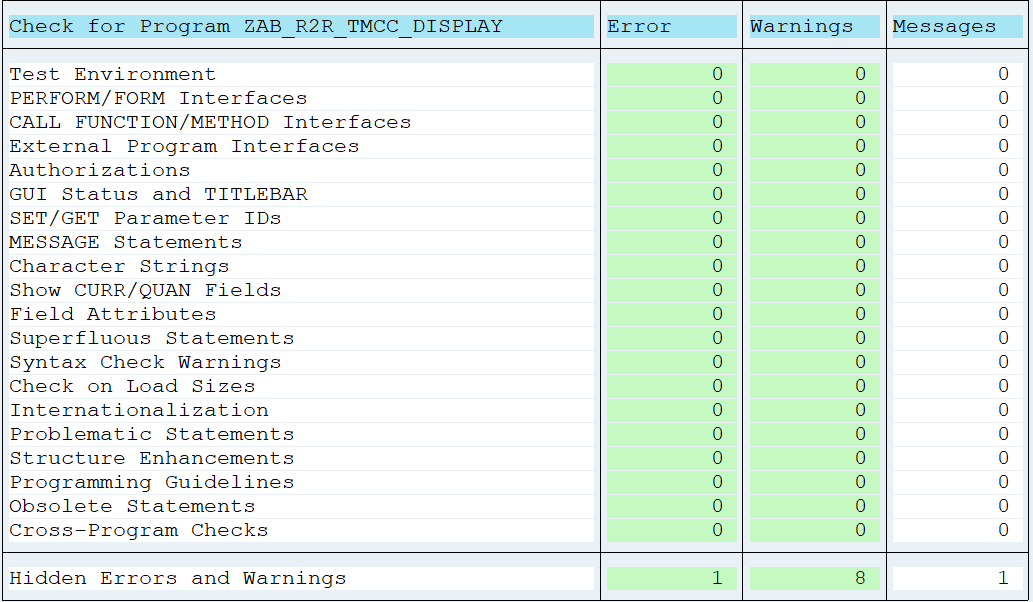 Check for Program ZAB_R2R_TMCC_DISPLAY Error Warnings Messages
Test Environment 0 0 0
PERFORM/FORM Interfaces 0 0 0
CALL FUNCTION/METHOD Interfaces 0 0 0
External Program Interfaces 0 0 0
Authorizations 0 0 0
GUI Status and TITLEBAR 0 0 0
SET/GET Parameter IDs 0 0 0
MESSAGE Statements 0 0 0
Character Strings 0 0 0
Show CURR/QUAN Fields 0 0 0
Field Attributes 0 0 0
Superfluous Statements 0 0 0
Syntax Check Warnings 0 0 0
Check on Load Sizes 0 0 0
Internationalization 0 0 0
Problematic Statements 0 0 0
Structure Enhancements 0 0 0
Programming Guidelines 0 0 0
Obsolete Statements 0 0 0
Cross-Program Checks 0 0 0
Hidden Errors and Warnings 1 8 1